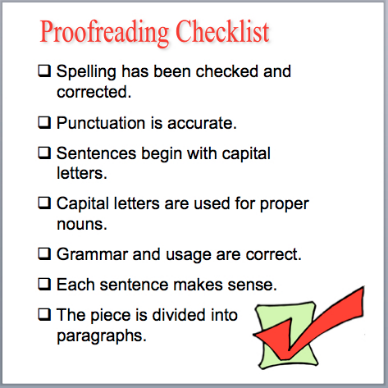 Proofreading Checklist
❑ Spelling has been checked and
corrected.
❑ Punctuation is accurate.
❑ Sentences begin with capital
letters.
❑ Capital letters are used for proper
nouns.
❑ Grammar and usage are correct.
❑ Each sentence makes sense.
❑ The piece is divided into
paragraphs.